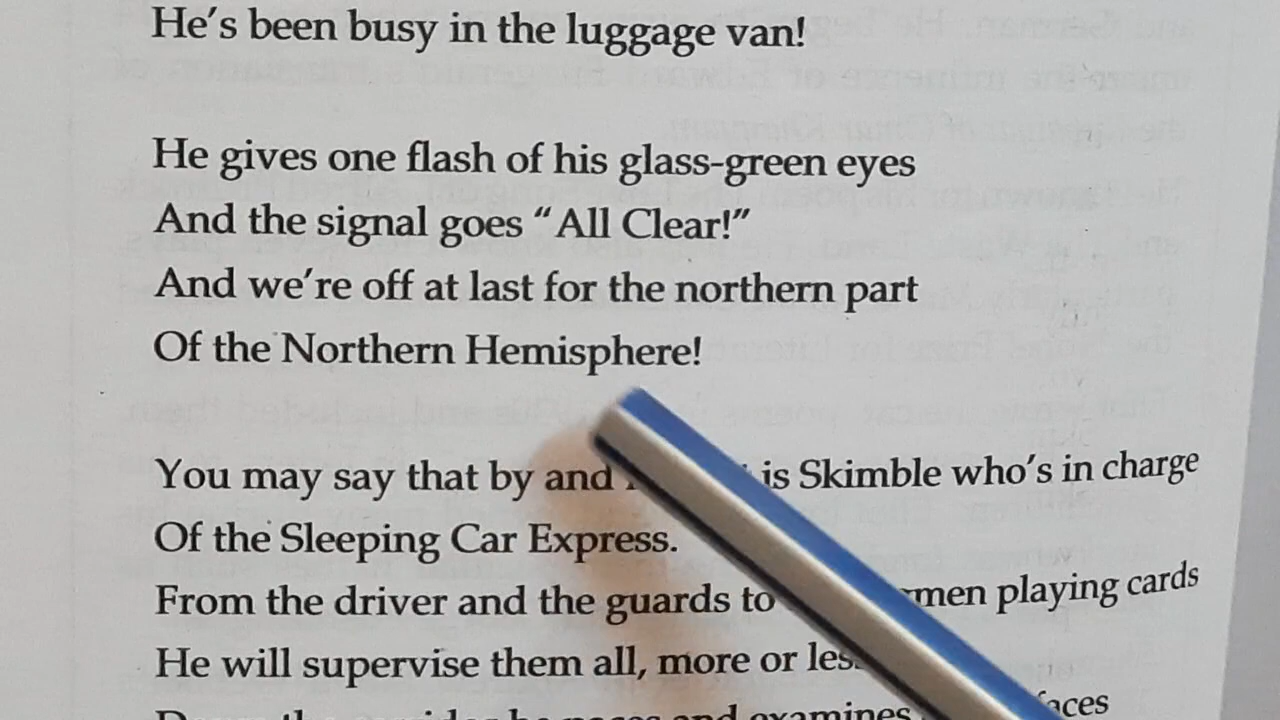 He's been busy in the luggage van!
He gives one flash of his glass-green eyes
And the signal goes “All Clear!”
And we're off at last for the northern part
Of the Northern Hemisphere!
You may say that by and is Skimble who's in charge
Of the Sleeping Car Express.
From the driver and the guards to men playing cards
He will supervise them all, more or
and examines